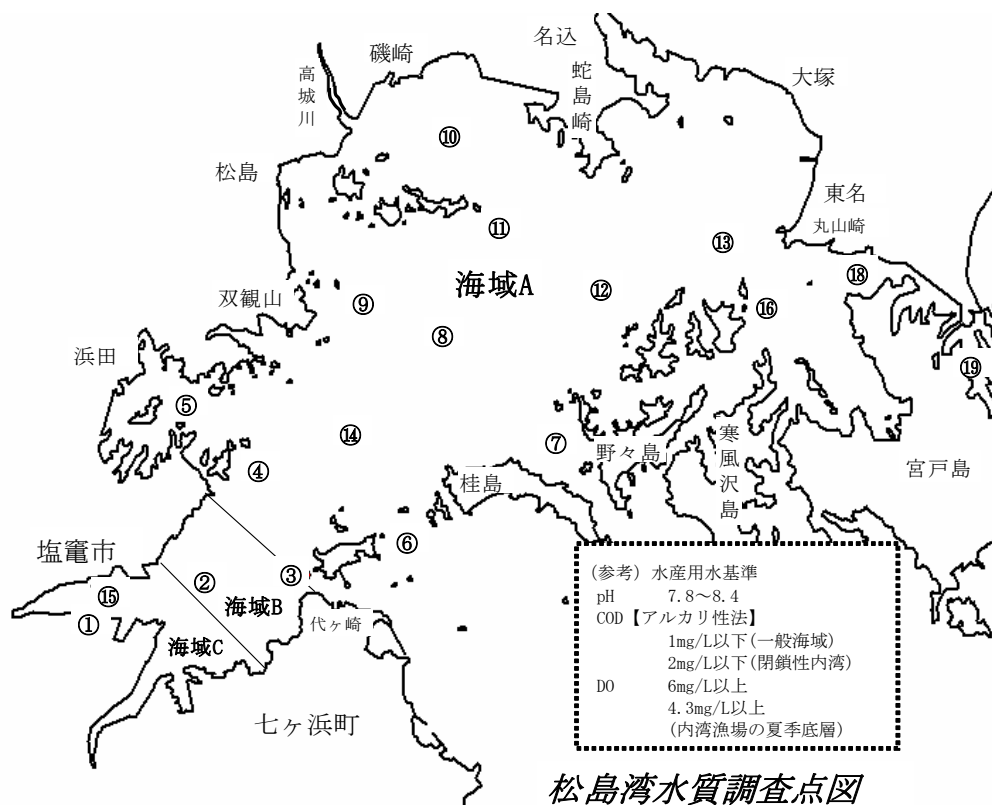 名込
磯崎
大塚
高城川
蛇島崎
⑩
松島
東名
丸山崎
⑪
⑬
⑱
海域A
⑫
双観山
⑨
⑯
⑧
浜田
⑲
⑤
⑭
⑦
野々島
寒風沢島
宮戸島
④
桂島
⑥
塩竈市
③
②
海域B
⑮
①
代ヶ崎
海域C
七ヶ浜町
(参考) 水産用水基準
pH 7.8～8.4
COD【アルカリ性法】
1mg/L以下(一般海域)
2mg/L以下(閉鎖性内湾)
DO 6mg/L以上
4.3mg/L以上
(内湾漁場の夏季底層)
松島湾水質調査点図